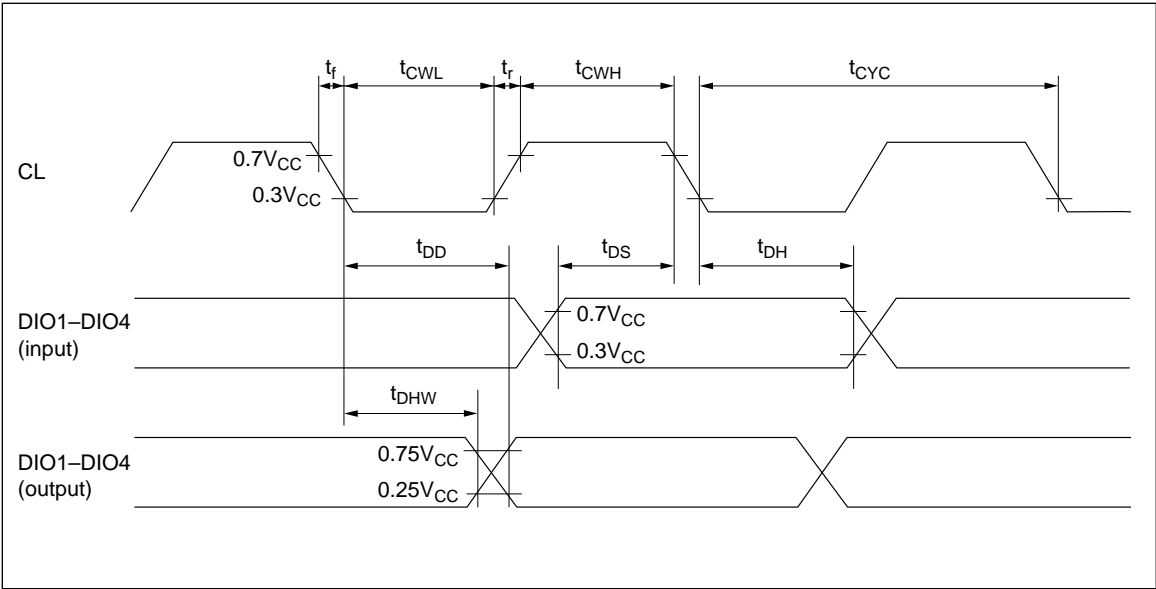 tf tCWL tr tCWH tCYC
CL
0.7VCC
0.3VCC
tDD tDS tDH
DIO1–DIO4
(input)
0.7VCC
0.3VCC
tDHW
DIO1–DIO4
(output)
0.75VCC
0.25VCC